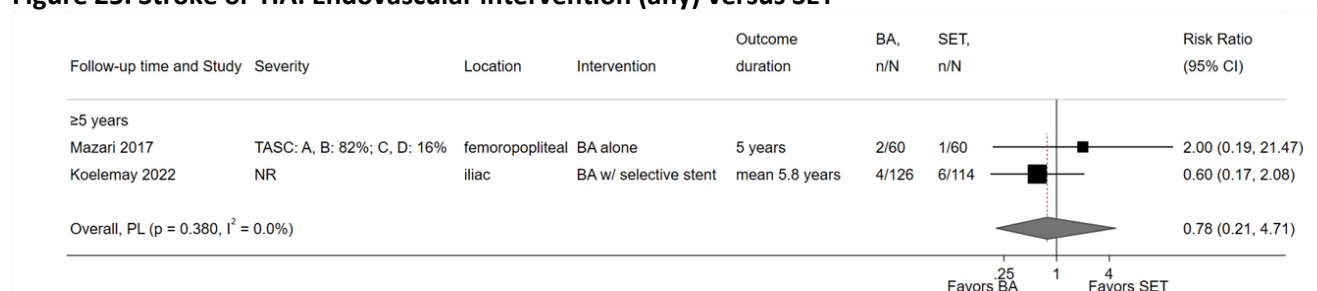 Figure 25. Stroke or TIA: Endovascular intervention (any) versus SET
Outcome BA, SET, Risk Ratio
Follow-up time and Study Severity Location Intervention duration n/N n/N (95% CI)
≥5 years
Mazari 2017 TASC: A, B: 82%; C, D: 16% femoropopliteal BA alone 5 years 2/60 1/60 2.00 (0.19, 21.47)
Koelemay 2022 NR iliac BA w/ selective stent mean 5.8 years 4/126 6/114 0.60 (0.17, 2.08)
Overall, PL (p = 0.380, I² = 0.0%) 0.78 (0.21, 4.71)
.25 1 4
Favors BA Favors SET